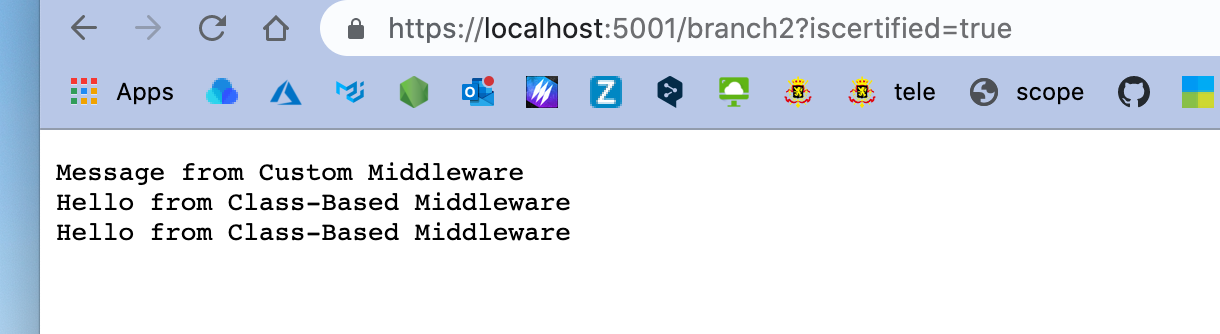 https://localhost:5001/branch2?iscertified=true
Apps
tele
scope
Message from Custom Middleware
Hello from Class-Based Middleware
Hello from Class-Based Middleware